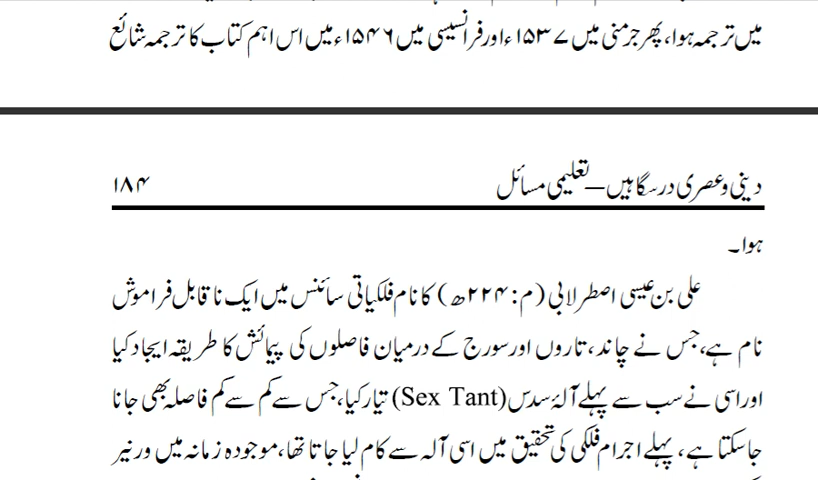 میں ترجمہ ہوا، پھر جرمنی میں ۱۵۳۷ء اور فرانسیسی میں ۱۵۴۶ء میں اس اہم کتاب کا ترجمہ شائع
دینی و عصری درسگاہیں – تعلیمی مسائل ۱۸۴
ہوا۔
علی بن عیسی اصطرلابی (م: ۲۲۴ھ) کا نام فلکیاتی سائنس میں ایک نا قابل فراموش
نام ہے، جس نے چاند، تاروں اور سورج کے درمیان فاصلوں کی پیمائش کا طریقہ ایجاد کیا
اور اسی نے سب سے پہلے آلۂ سدس (Sex Tant) تیار کیا، جس سے کم سے کم فاصلہ بھی جانا
جاسکتا ہے، پہلے اجرام فلکی کی تحقیق میں اسی آلہ سے کام لیا جاتا تھا، موجودہ زمانہ میں ورنیر